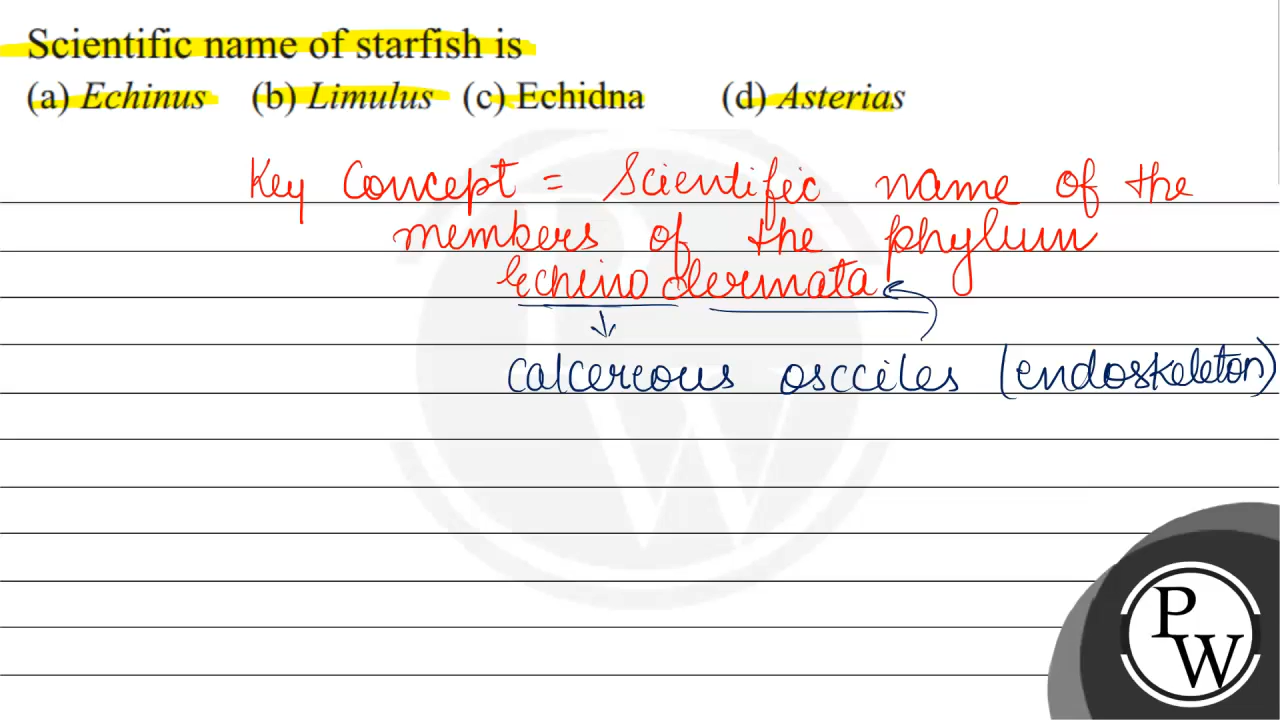 Scientific name of starfish is
(a) Echinus (b) Limulus (c) Echidna (d) Asterias
Key Concept = Scientific name of the
members of the phylum
Echinodermata
calcereous oscciles (endoskeleton)
P
W